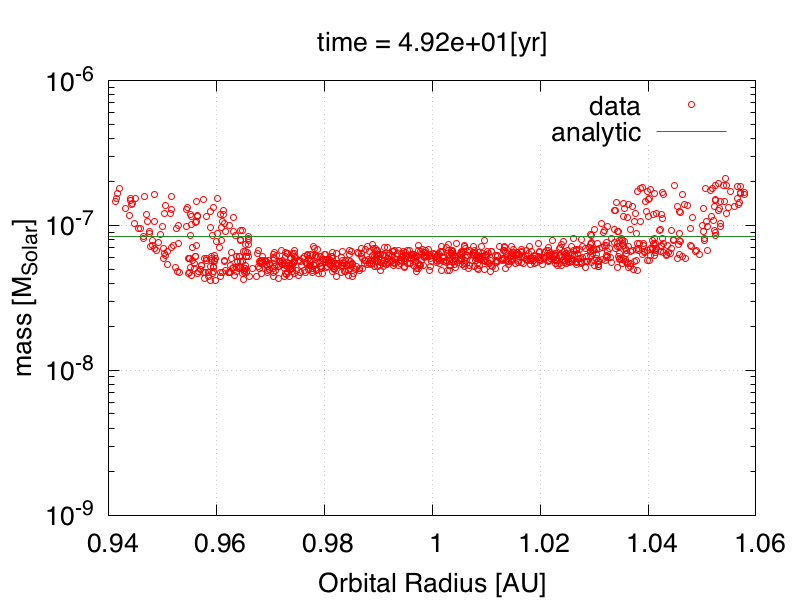 time = 4.92e+01[yr]
data
analytic
10^-6
10^-7
10^-8
10^-9
mass [M_Solar]
0.94 0.96 0.98 1 1.02 1.04 1.06
Orbital Radius [AU]